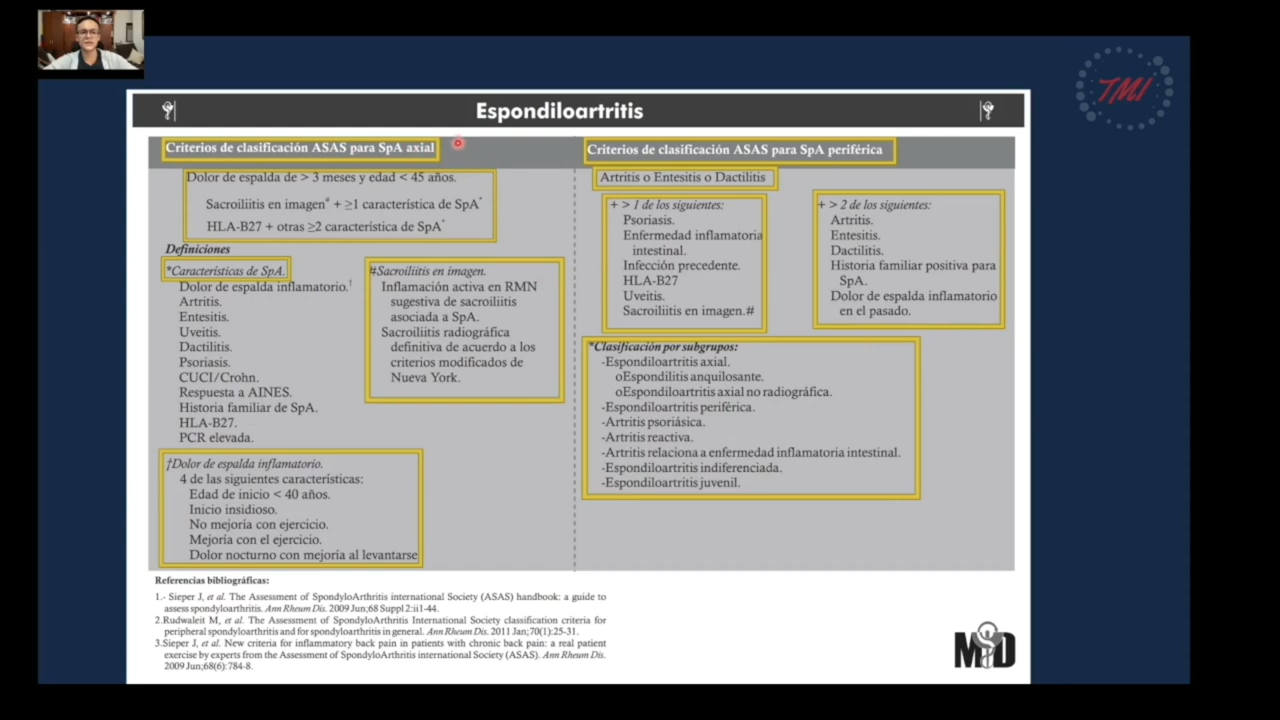 TMI
Espondiloartritis
Criterios de clasificación ASAS para SpA axial
Dolor de espalda de > 3 meses y edad < 45 años.
Sacroiliitis en imagen# + ≥1 característica de SpA*
HLA-B27 + otras ≥2 característica de SpA*
Definiciones
*Características de SpA.
Dolor de espalda inflamatorio.†
Artritis.
Entesitis.
Uveitis.
Dactilitis.
Psoriasis.
CUCI/Crohn.
Respuesta a AINES.
Historia familiar de SpA.
HLA-B27.
PCR elevada.
#Sacroiliitis en imagen.
Inflamación activa en RMN
sugestiva de sacroiliitis
asociada a SpA.
Sacroiliitis radiográfica
definitiva de acuerdo a los
criterios modificados de
Nueva York.
†Dolor de espalda inflamatorio.
4 de las siguientes características:
Edad de inicio < 40 años.
Inicio insidioso.
No mejoría con ejercicio.
Mejoría con el ejercicio.
Dolor nocturno con mejoría al levantarse
Criterios de clasificación ASAS para SpA periférica
Artritis o Entesitis o Dactilitis
+ > 1 de los siguientes:
Psoriasis.
Enfermedad inflamatoria
intestinal.
Infección precedente.
HLA-B27
Uveitis.
Sacroiliitis en imagen.#
+ > 2 de los siguientes:
Artritis.
Entesitis.
Dactilitis.
Historia familiar positiva para
SpA.
Dolor de espalda inflamatorio
en el pasado.
*Clasificación por subgrupos:
-Espondiloartritis axial.
oEspondilitis anquilosante.
oEspondiloartritis axial no radiográfica.
-Espondiloartritis periférica.
-Artritis psoriásica.
-Artritis reactiva.
-Artritis relaciona a enfermedad inflamatoria intestinal.
-Espondiloartritis indiferenciada.
-Espondiloartritis juvenil.
Referencias bibliográficas:
1.- Sieper J, et al. The Assessment of SpondyloArthritis international Society (ASAS) handbook: a guide to
assess spondyloarthritis. Ann Rheum Dis. 2009 Jun;68 Suppl 2:ii1-44.
2.Rudwaleit M, et al. The Assessment of SpondyloArthritis International Society classification criteria for
peripheral spondyloarthritis and for spondyloarthritis in general. Ann Rheum Dis. 2011 Jan;70(1):25-31.
3.Sieper J, et al. New criteria for inflammatory back pain in patients with chronic back pain: a real patient
exercise by experts from the Assessment of SpondyloArthritis international Society (ASAS). Ann Rheum Dis.
2009 Jun;68(6):784-8.
MD